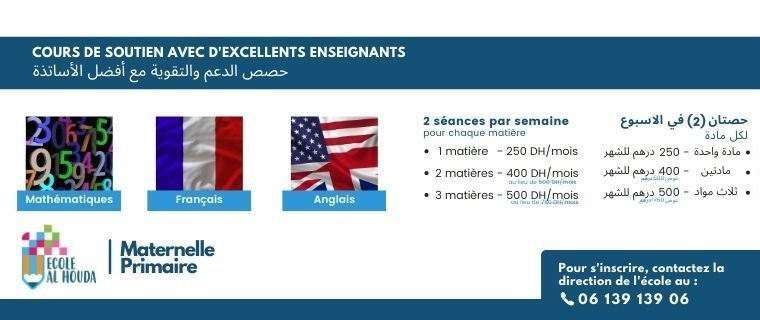 COURS DE SOUTIEN AVEC D'EXCELLENTS ENSEIGNANTS
حصص الدعم والتقوية مع أفضل الأساتذة
Mathématiques
Français
Anglais
2 séances par semaine
pour chaque matière
• 1 matière - 250 DH/mois
• 2 matières - 400 DH/mois
au lieu de 500 DH/mois
• 3 matières - 500 DH/mois
au lieu de 750 DH/mois
حصتان (2) في الاسبوع
لكل مادة
• مادة واحدة - 250 درهم للشهر
• مادتين - 400 درهم للشهر
عوض 500 درهم
• ثلاث مواد - 500 درهم للشهر
عوض 750 درهم
ECOLE
AL HOUDA
Maternelle
Primaire
Pour s'inscrire, contactez la
direction de l'école au :
06 139 139 06